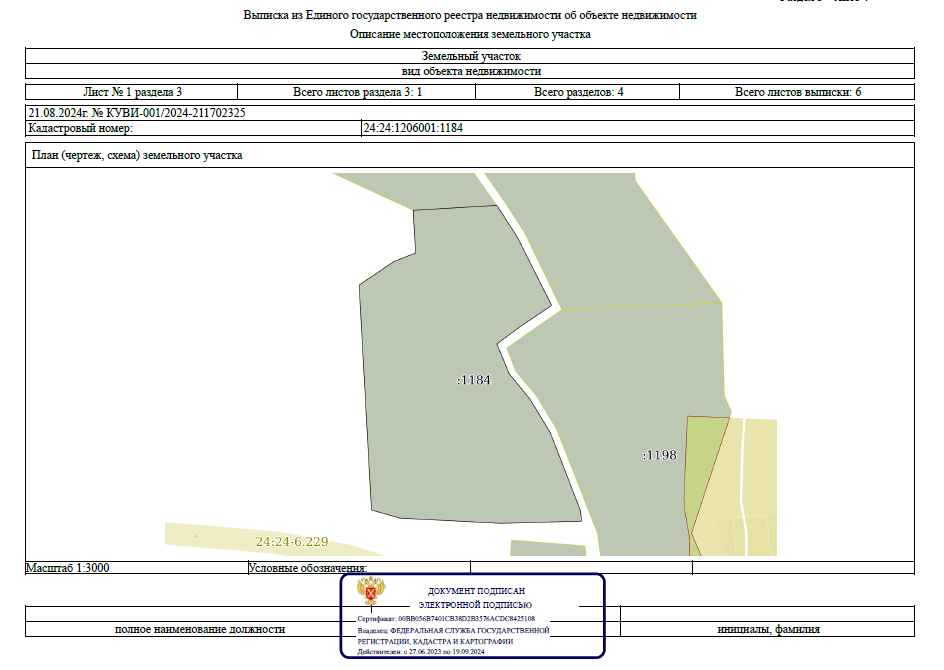 Выписка из Единого государственного реестра недвижимости об объекте недвижимости
Описание местоположения земельного участка
Земельный участок
вид объекта недвижимости
Лист № 1 раздела 3 Всего листов раздела 3: 1 Всего разделов: 4 Всего листов выписки: 6
21.08.2024г. № КУВИ-001/2024-211702325
Кадастровый номер: 24:24:1206001:1184
План (чертеж, схема) земельного участка
:1184
:1198
24:24-6.229
Масштаб 1:3000 Условные обозначения:
ДОКУМЕНТ ПОДПИСАН
ЭЛЕКТРОННОЙ ПОДПИСЬЮ
Сертификат: 00BB056B7401CB38D2B3576ACDC8425108
Владелец: ФЕДЕРАЛЬНАЯ СЛУЖБА ГОСУДАРСТВЕННОЙ
РЕГИСТРАЦИИ, КАДАСТРА И КАРТОГРАФИИ
Действителен: с 27.06.2023 по 19.09.2024
полное наименование должности инициалы, фамилия